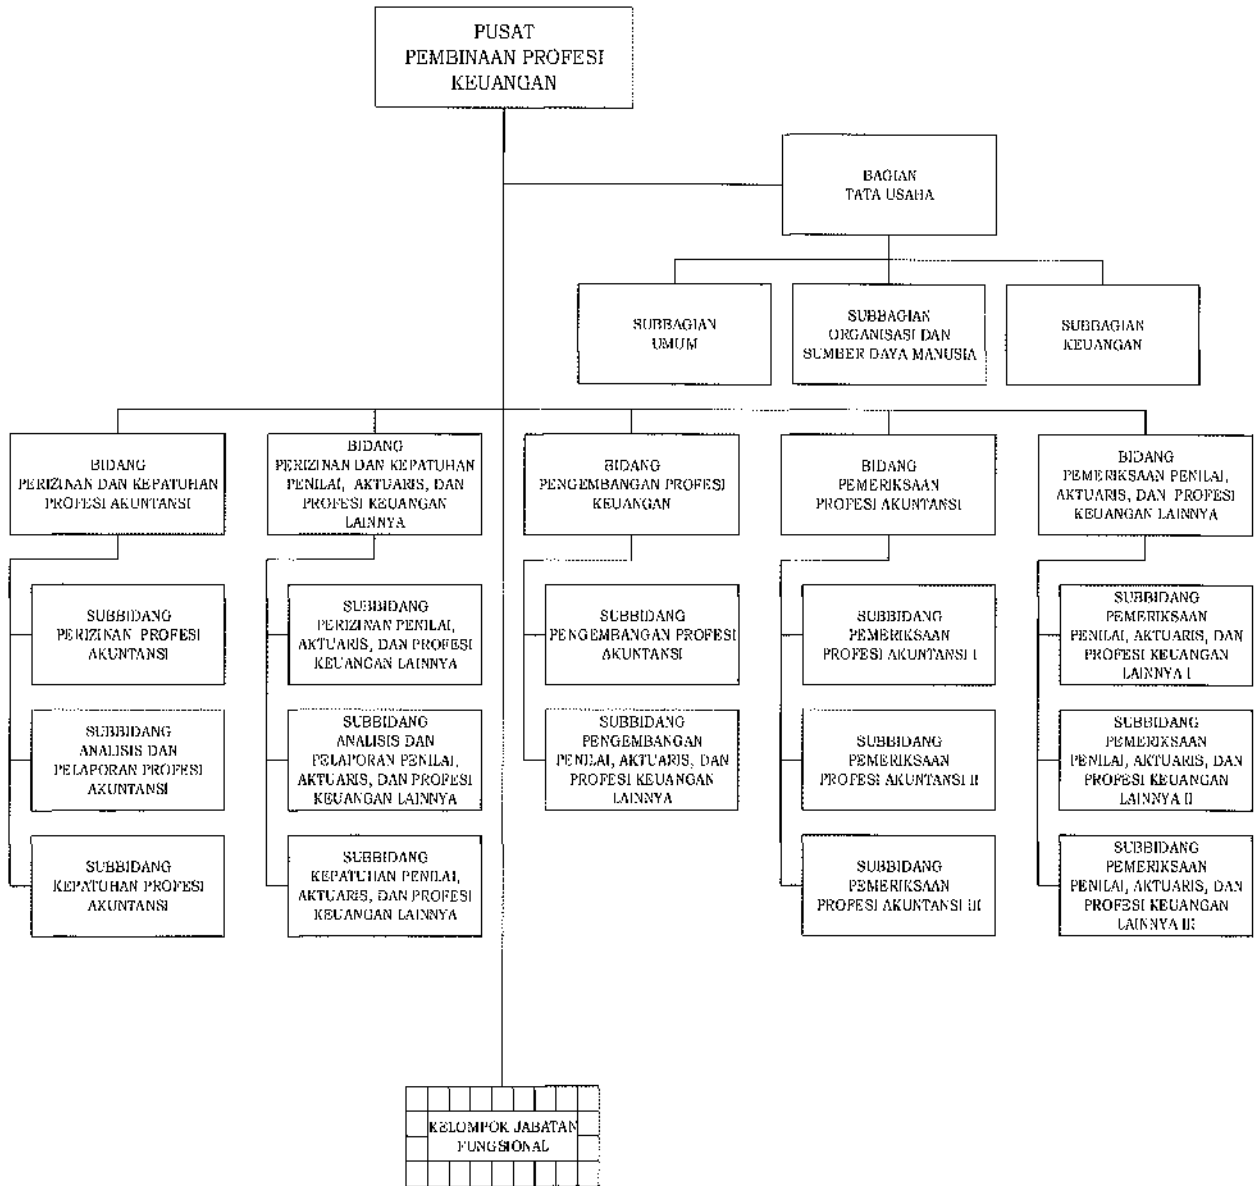 PUSAT
PEMBINAAN PROFESI
KEUANGAN
BAGIAN
TATA USAHA
SUBBAGIAN
UMUM
SUBBAGIAN
ORGANISASI DAN
SUMBER DAYA MANUSIA
SUBBAGIAN
KEUANGAN
BIDANG
PERIZINAN DAN KEPATUHAN
PROFESI AKUNTANSI
BIDANG
PERIZINAN DAN KEPATUHAN
PENILAI, AKTUARIS, DAN
PROFESI KEUANGAN
LAINNYA
BIDANG
PENGEMBANGAN PROFESI
KEUANGAN
BIDANG
PEMERIKSAAN
PROFESI AKUNTANSI
BIDANG
PEMERIKSAAN PENILAI,
AKTUARIS, DAN PROFESI
KEUANGAN LAINNYA
SUBBIDANG
PERIZINAN PROFESI
AKUNTANSI
SUBBIDANG
PERIZINAN PENILAI,
AKTUARIS, DAN PROFESI
KEUANGAN LAINNYA
SUBBIDANG
PENGEMBANGAN PROFESI
AKUNTANSI
SUBBIDANG
PEMERIKSAAN
PROFESI AKUNTANSI I
SUBBIDANG
PEMERIKSAAN
PENILAI, AKTUARIS, DAN
PROFESI KEUANGAN
LAINNYA I
SUBBIDANG
ANALISIS DAN
PELAPORAN PROFESI
AKUNTANSI
SUBBIDANG
ANALISIS DAN
PELAPORAN PENILAI,
AKTUARIS, DAN PROFESI
KEUANGAN LAINNYA
SUBBIDANG
PENGEMBANGAN
PENILAI, AKTUARIS, DAN
PROFESI KEUANGAN
LAINNYA
SUBBIDANG
PEMERIKSAAN
PROFESI AKUNTANSI II
SUBBIDANG
PEMERIKSAAN
PENILAI, AKTUARIS, DAN
PROFESI KEUANGAN
LAINNYA II
SUBBIDANG
KEPATUHAN PROFESI
AKUNTANSI
SUBBIDANG
KEPATUHAN PENILAI,
AKTUARIS, DAN PROFESI
KEUANGAN LAINNYA
SUBBIDANG
PEMERIKSAAN
PROFESI AKUNTANSI III
SUBBIDANG
PEMERIKSAAN
PENILAI, AKTUARIS, DAN
PROFESI KEUANGAN
LAINNYA III
KELOMPOK JABATAN
FUNGSIONAL